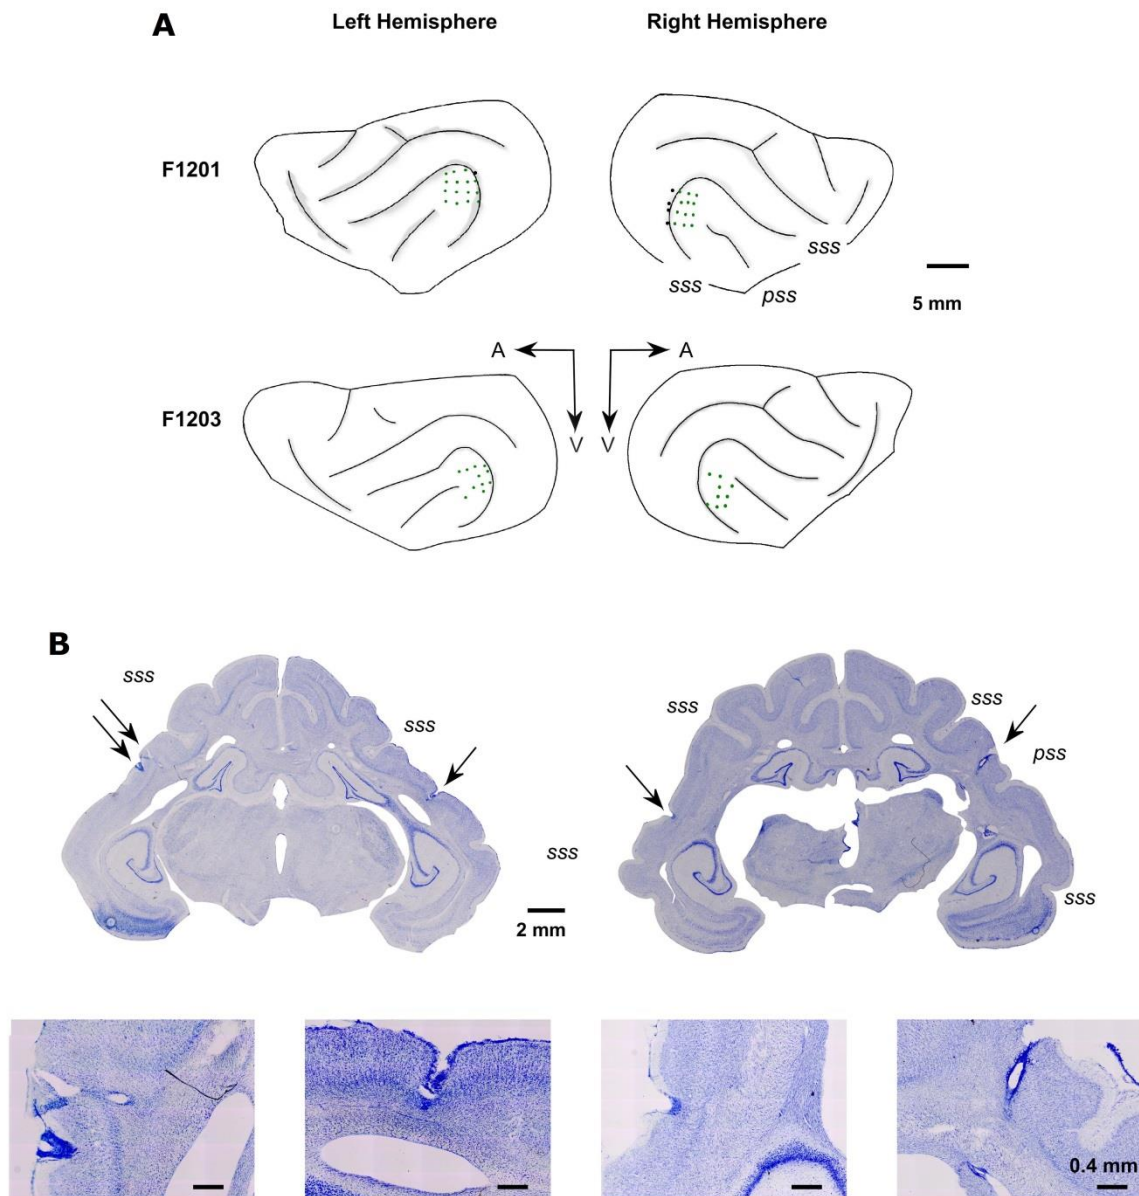 A
Left Hemisphere
Right Hemisphere
F1201
sss
sss
pss
5 mm
A
A
F1203
V
V
B
sss
sss
sss
sss
pss
sss
sss
2 mm
0.4 mm